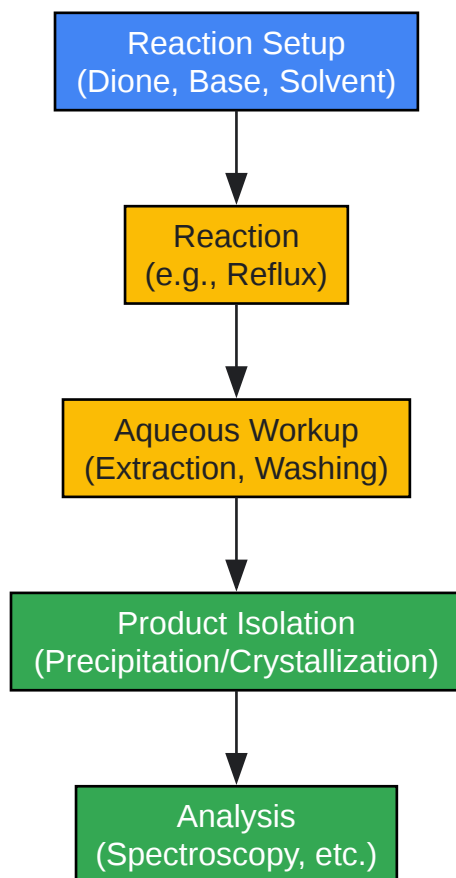 Reaction Setup
(Dione, Base, Solvent)
Reaction
(e.g., Reflux)
Aqueous Workup
(Extraction, Washing)
Product Isolation
(Precipitation/Crystallization)
Analysis
(Spectroscopy, etc.)